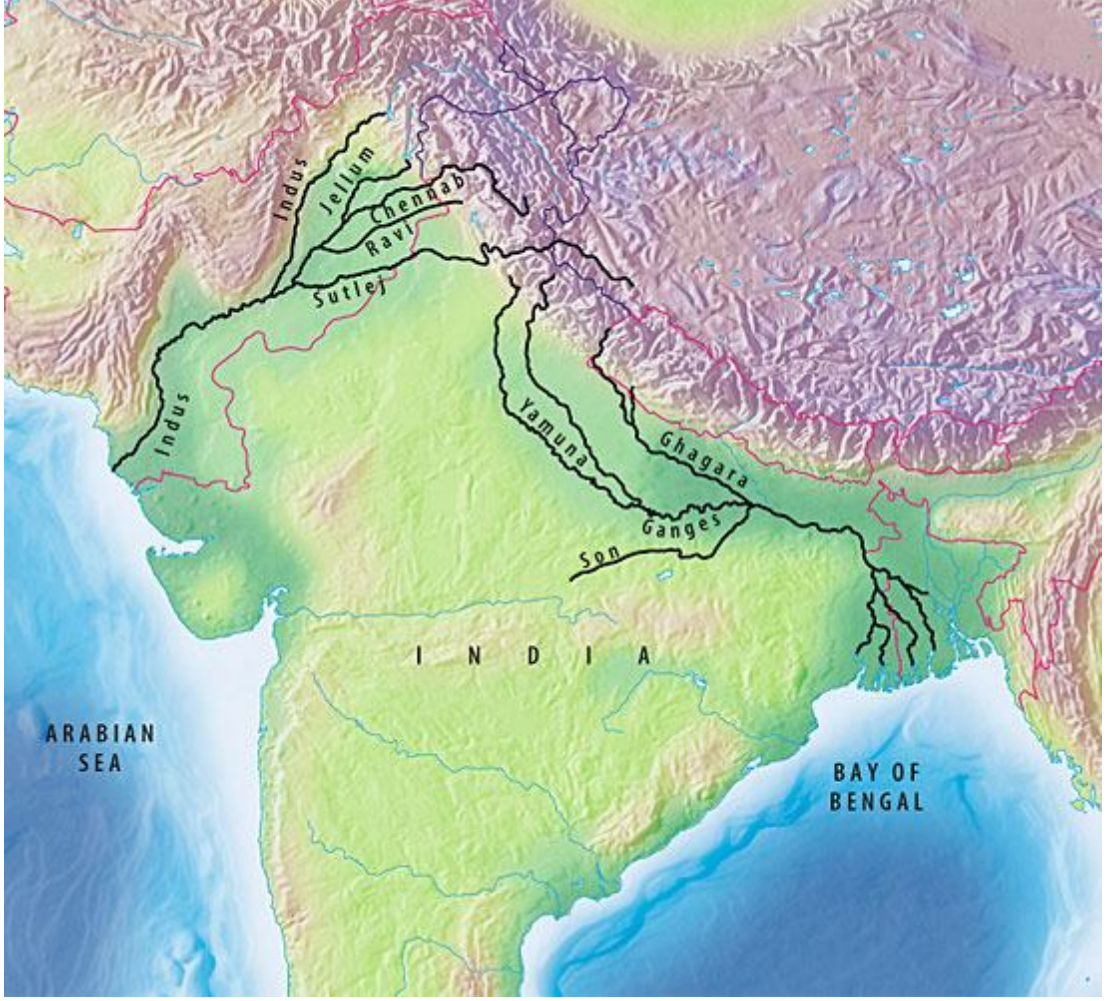 Indus
Jellum
Chennab
Ravi
Sutlej
Indus
Yamuna
Ghagara
Ganges
Son
INDIA
ARABIAN
SEA
BAY OF
BENGAL